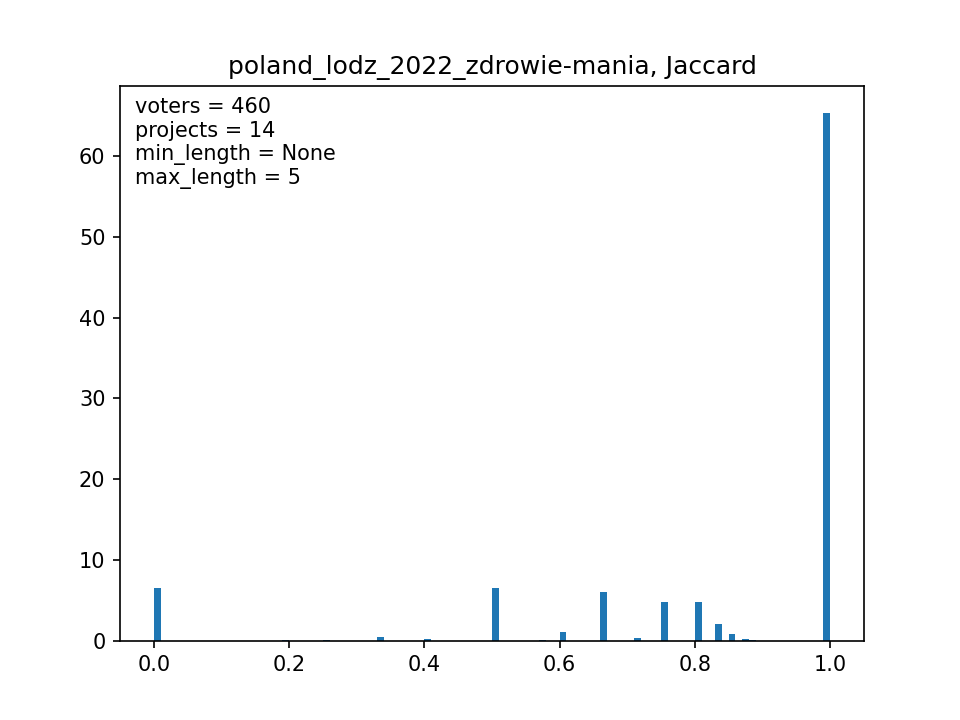 poland_lodz_2022_zdrowie-mania, Jaccard
voters = 460
projects = 14
min_length = None
max_length = 5
60
50
40
30
20
10
0
0.0 0.2 0.4 0.6 0.8 1.0